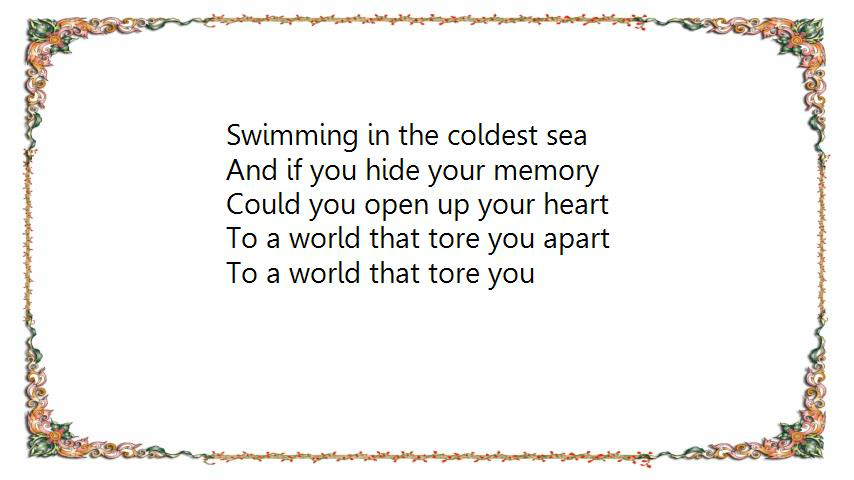 Swimming in the coldest sea
And if you hide your memory
Could you open up your heart
To a world that tore you apart
To a world that tore you